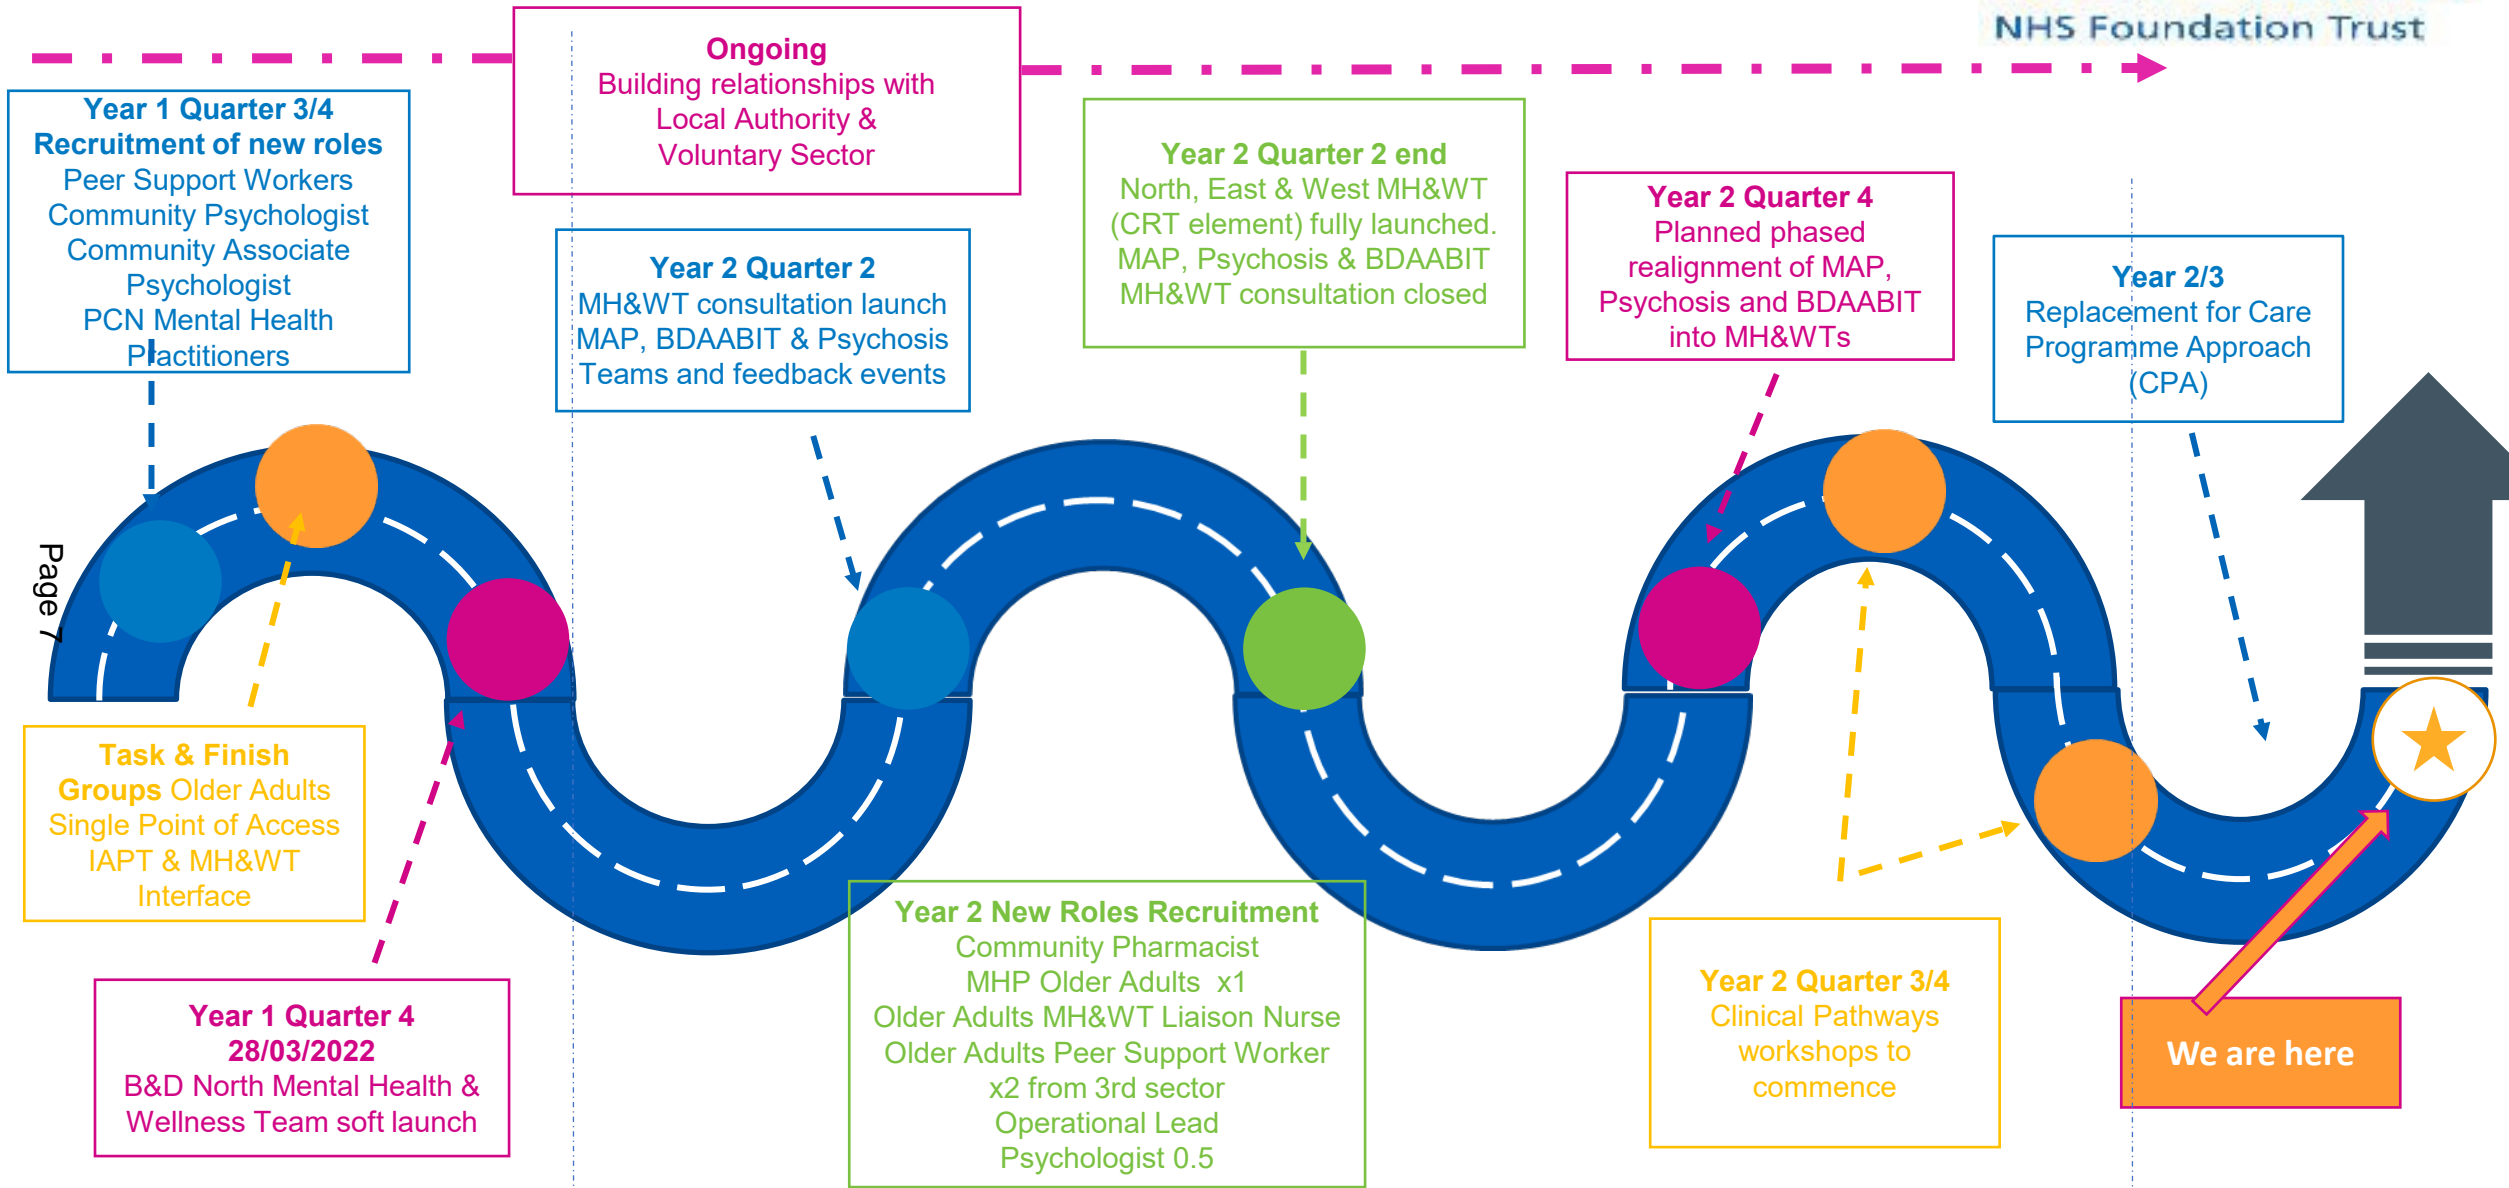 NHS Foundation Trust
Ongoing
Building relationships with
Local Authority &
Voluntary Sector
Year 1 Quarter 3/4
Recruitment of new roles
Peer Support Workers
Community Psychologist
Community Associate
Psychologist
PCN Mental Health
Practitioners
Year 2 Quarter 2
MH&WT consultation launch
MAP, BDAABIT & Psychosis
Teams and feedback events
Year 2 Quarter 2 end
North, East & West MH&WT
(CRT element) fully launched.
MAP, Psychosis & BDAABIT
MH&WT consultation closed
Year 2 Quarter 4
Planned phased
realignment of MAP,
Psychosis and BDAABIT
into MH&WTs
Year 2/3
Replacement for Care
Programme Approach
(CPA)
Page 7
Task & Finish
Groups Older Adults
Single Point of Access
IAPT & MH&WT
Interface
Year 1 Quarter 4
28/03/2022
B&D North Mental Health &
Wellness Team soft launch
Year 2 New Roles Recruitment
Community Pharmacist
MHP Older Adults x1
Older Adults MH&WT Liaison Nurse
Older Adults Peer Support Worker
x2 from 3rd sector
Operational Lead
Psychologist 0.5
Year 2 Quarter 3/4
Clinical Pathways
workshops to
commence
We are here